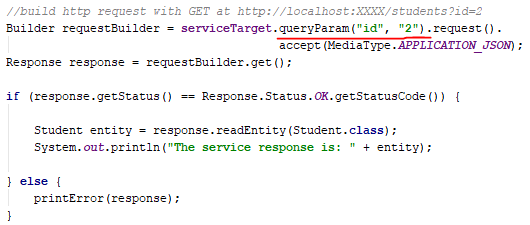 //build http request with GET at http://localhost:XXXX/students?id=2
Builder requestBuilder = serviceTarget.queryParam("id", "2").request().
accept(MediaType.APPLICATION_JSON);
Response response = requestBuilder.get();
if (response.getStatus() == Response.Status.OK.getStatusCode()) {
Student entity = response.readEntity(Student.class);
System.out.println("The service response is: " + entity);
} else {
printError(response);
}